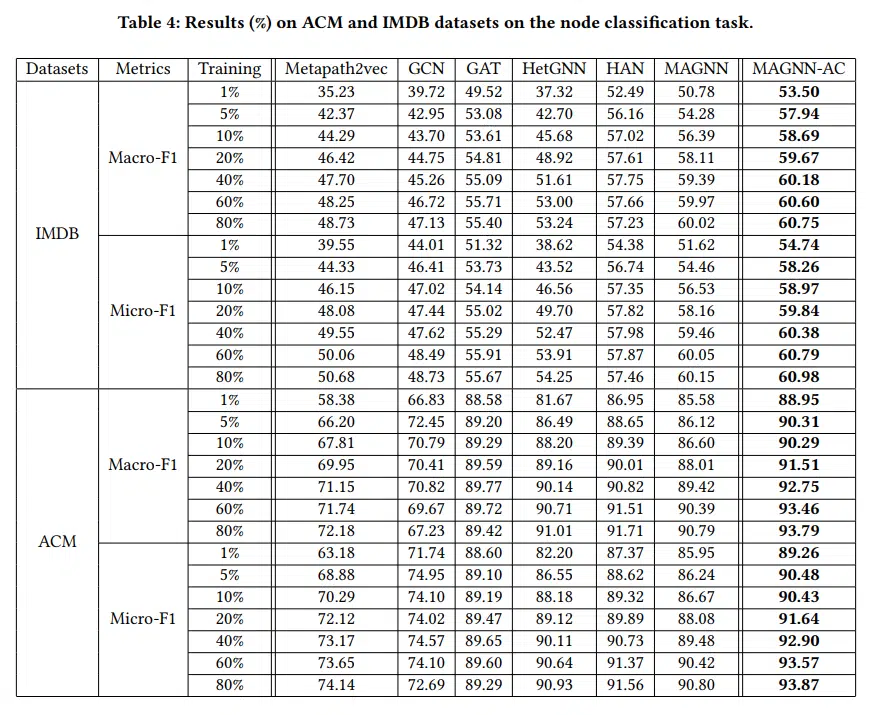 Table 4: Results (%) on ACM and IMDB datasets on the node classification task.
Datasets Metrics Training Metapath2vec GCN GAT HetGNN HAN MAGNN MAGNN-AC
IMDB Macro-F1 1% 35.23 39.72 49.52 37.32 52.49 50.78 53.50
5% 42.37 42.95 53.08 42.70 56.16 54.28 57.94
10% 44.29 43.70 53.61 45.68 57.02 56.39 58.69
20% 46.42 44.75 54.81 48.92 57.61 58.11 59.67
40% 47.70 45.26 55.09 51.61 57.75 59.39 60.18
60% 48.25 46.72 55.71 53.00 57.66 59.97 60.60
80% 48.73 47.13 55.40 53.24 57.23 60.02 60.75
Micro-F1 1% 39.55 44.01 51.32 38.62 54.38 51.62 54.74
5% 44.33 46.41 53.73 43.52 56.74 54.46 58.26
10% 46.15 47.02 54.14 46.56 57.35 56.53 58.97
20% 48.08 47.44 55.02 49.70 57.82 58.16 59.84
40% 49.55 47.62 55.29 52.47 57.98 59.46 60.38
60% 50.06 48.49 55.91 53.91 57.87 60.05 60.79
80% 50.68 48.73 55.67 54.25 57.46 60.15 60.98
ACM Macro-F1 1% 58.38 66.83 88.58 81.67 86.95 85.58 88.95
5% 66.20 72.45 89.20 86.49 88.65 86.12 90.31
10% 67.81 70.79 89.29 88.20 89.39 86.60 90.29
20% 69.95 70.41 89.59 89.16 90.01 88.01 91.51
40% 71.15 70.82 89.77 90.14 90.82 89.42 92.75
60% 71.74 69.67 89.72 90.71 91.51 90.39 93.46
80% 72.18 67.23 89.42 91.01 91.71 90.79 93.79
Micro-F1 1% 63.18 71.74 88.60 82.20 87.37 85.95 89.26
5% 68.88 74.95 89.10 86.55 88.62 86.24 90.48
10% 70.29 74.10 89.19 88.18 89.32 86.67 90.43
20% 72.12 74.02 89.47 89.12 89.89 88.08 91.64
40% 73.17 74.57 89.65 90.11 90.73 89.48 92.90
60% 73.65 74.10 89.60 90.64 91.37 90.42 93.57
80% 74.14 72.69 89.29 90.93 91.56 90.80 93.87